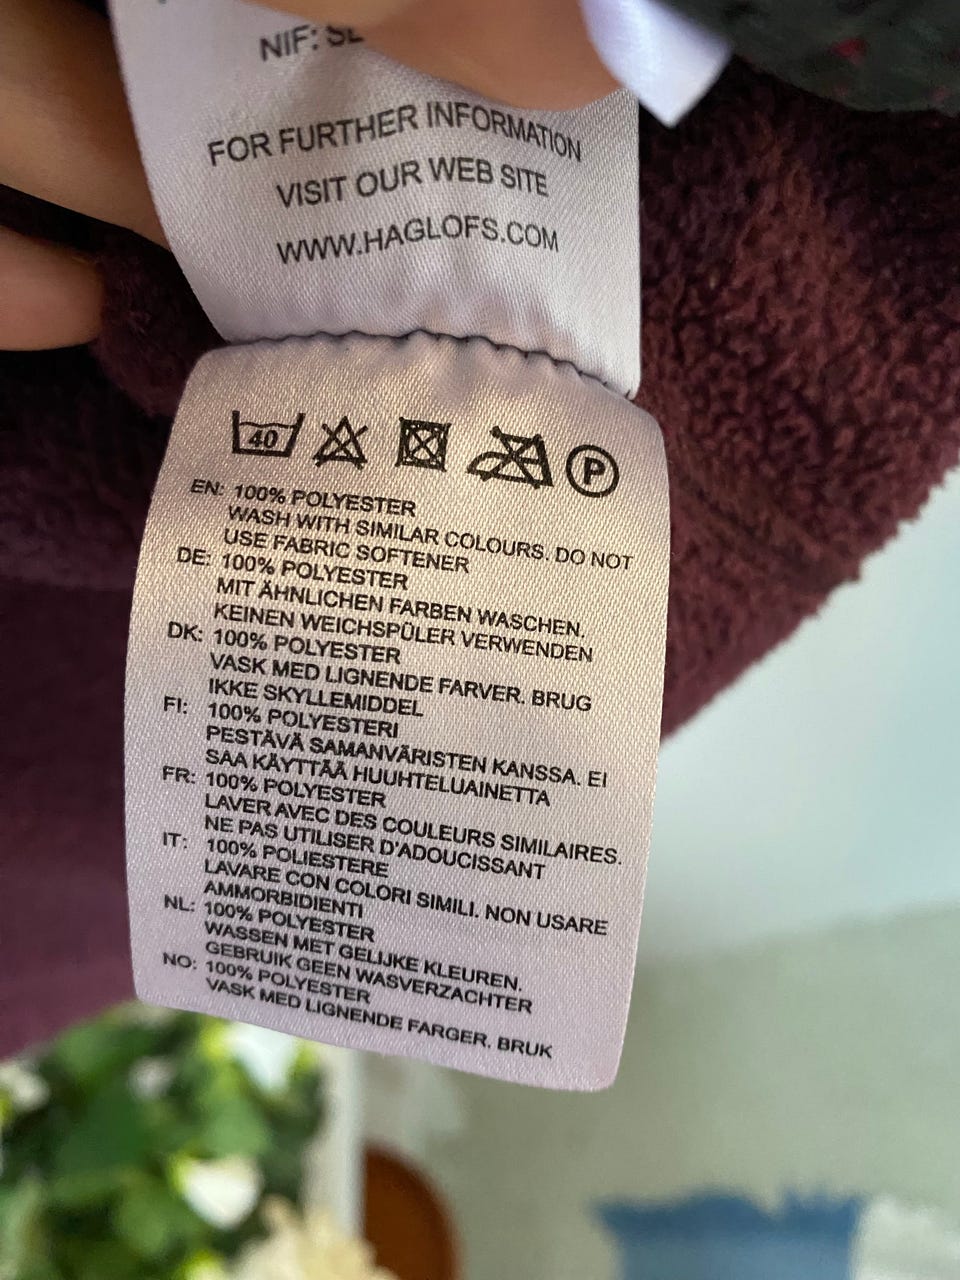 NIF:
FOR FURTHER INFORMATION
VISIT OUR WEB SITE
WWW.HAGLOFS.COM
40 P
EN: 100% POLYESTER
WASH WITH SIMILAR COLOURS. DO NOT
USE FABRIC SOFTENER
DE: 100% POLYESTER
MIT ÄHNLICHEN FARBEN WASCHEN.
KEINEN WEICHSPÜLER VERWENDEN
DK: 100% POLYESTER
VASK MED LIGNENDE FARVER. BRUG
IKKE SKYLLEMIDDEL
FI: 100% POLYESTERI
PESTÄVÄ SAMANVÄRISTEN KANSSA. EI
SAA KÄYTTÄÄ HUUHTELUAINETTA
FR: 100% POLYESTER
LAVER AVEC DES COULEURS SIMILAIRES.
NE PAS UTILISER D'ADOUCISSANT
IT: 100% POLIESTERE
LAVARE CON COLORI SIMILI. NON USARE
AMMORBIDIENTI
NL: 100% POLYESTER
WASSEN MET GELIJKE KLEUREN.
GEBRUIK GEEN WASVERZACHTER
NO: 100% POLYESTER
VASK MED LIGNENDE FARGER. BRUK